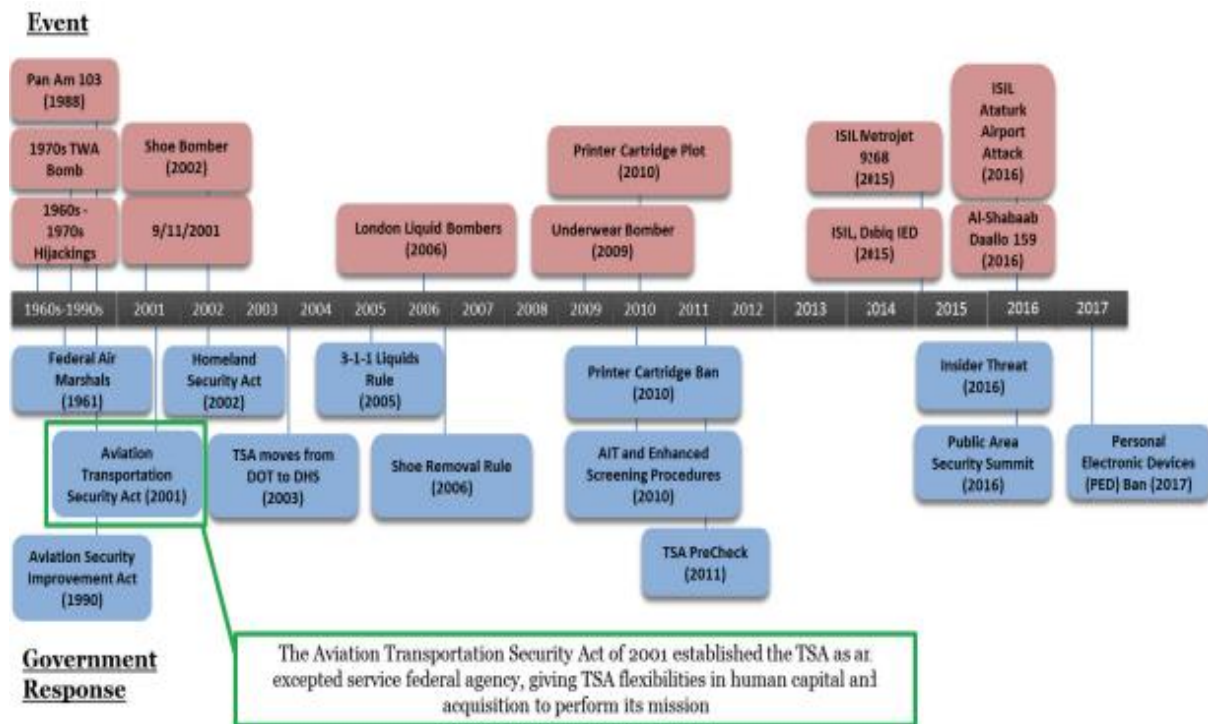 Event
Pan Am 103
(1988)
1970s TWA
Bomb
1960s -
1970s
Hijackings
Shoe Bomber
(2002)
9/11/2001
London Liquid Bombers
(2006)
Printer Cartridge Plot
(2010)
Underwear Bomber
(2009)
ISIL Metrojet
9268
(2015)
ISIL, Dabiq IED
(2015)
ISIL
Ataturk
Airport
Attack
(2016)
Al-Shabaab
Daallo 159
(2016)
1960s-1990s 2001 2002 2003 2004 2005 2006 2007 2008 2009 2010 2011 2012 2013 2014 2015 2016 2017
Federal Air
Marshals
(1961)
Homeland
Security Act
(2002)
3-1-1 Liquids
Rule
(2005)
Printer Cartridge Ban
(2010)
Insider Threat
(2016)
Aviation
Transportation
Security Act (2001)
TSA moves from
DOT to DHS
(2003)
Shoe Removal Rule
(2006)
AIT and Enhanced
Screening Procedures
(2010)
Public Area
Security Summit
(2016)
Personal
Electronic Devices
(PED) Ban (2017)
Aviation Security
Improvement Act
(1990)
TSA PreCheck
(2011)
Government
Response
The Aviation Transportation Security Act of 2001 established the TSA as an
excepted service federal agency, giving TSA flexibilities in human capital and
acquisition to perform its mission